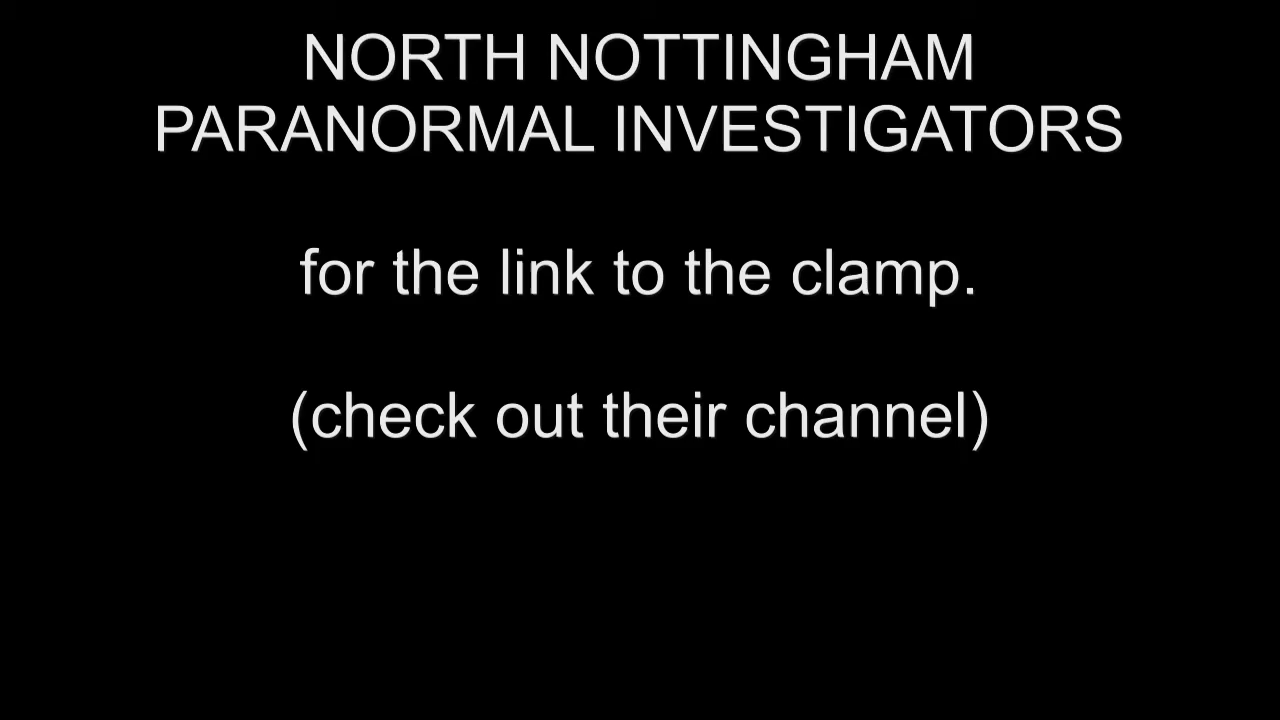 NORTH NOTTINGHAM
PARANORMAL INVESTIGATORS
for the link to the clamp.
(check out their channel)